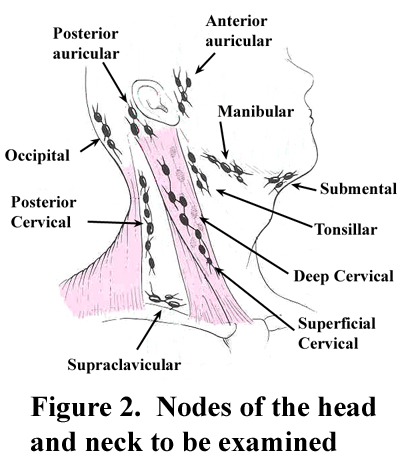 Anterior
auricular
Posterior
auricular
Manibular
Occipital
Submental
Posterior
Cervical
Tonsillar
Deep Cervical
Superficial
Cervical
Supraclavicular
Figure 2.  Nodes of the head
and neck to be examined